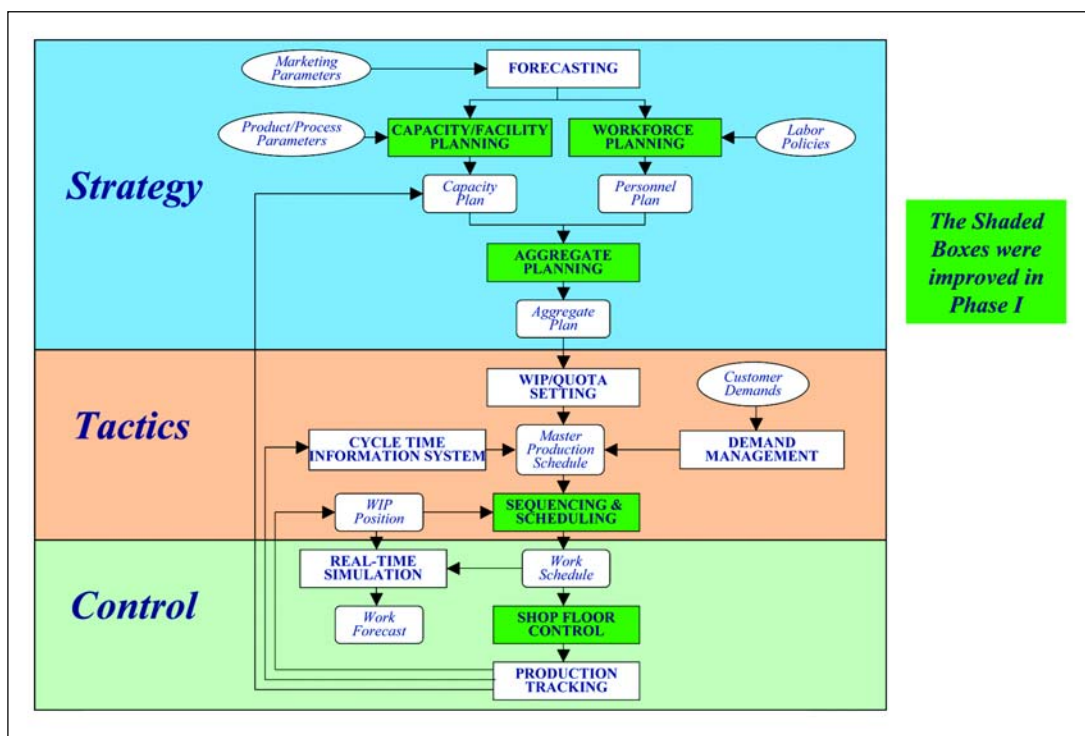 Marketing
Parameters
FORECASTING
Product/Process
Parameters
CAPACITY/FACILITY
PLANNING
WORKFORCE
PLANNING
Labor
Policies
Strategy
Capacity
Plan
Personnel
Plan
The Shaded
Boxes were
improved in
Phase I
AGGREGATE
PLANNING
Aggregate
Plan
WIP/QUOTA
SETTING
Customer
Demands
Tactics
CYCLE TIME
INFORMATION SYSTEM
Master
Production
Schedule
DEMAND
MANAGEMENT
WIP
Position
SEQUENCING &
SCHEDULING
REAL-TIME
SIMULATION
Work
Schedule
Control
Work
Forecast
SHOP FLOOR
CONTROL
PRODUCTION
TRACKING